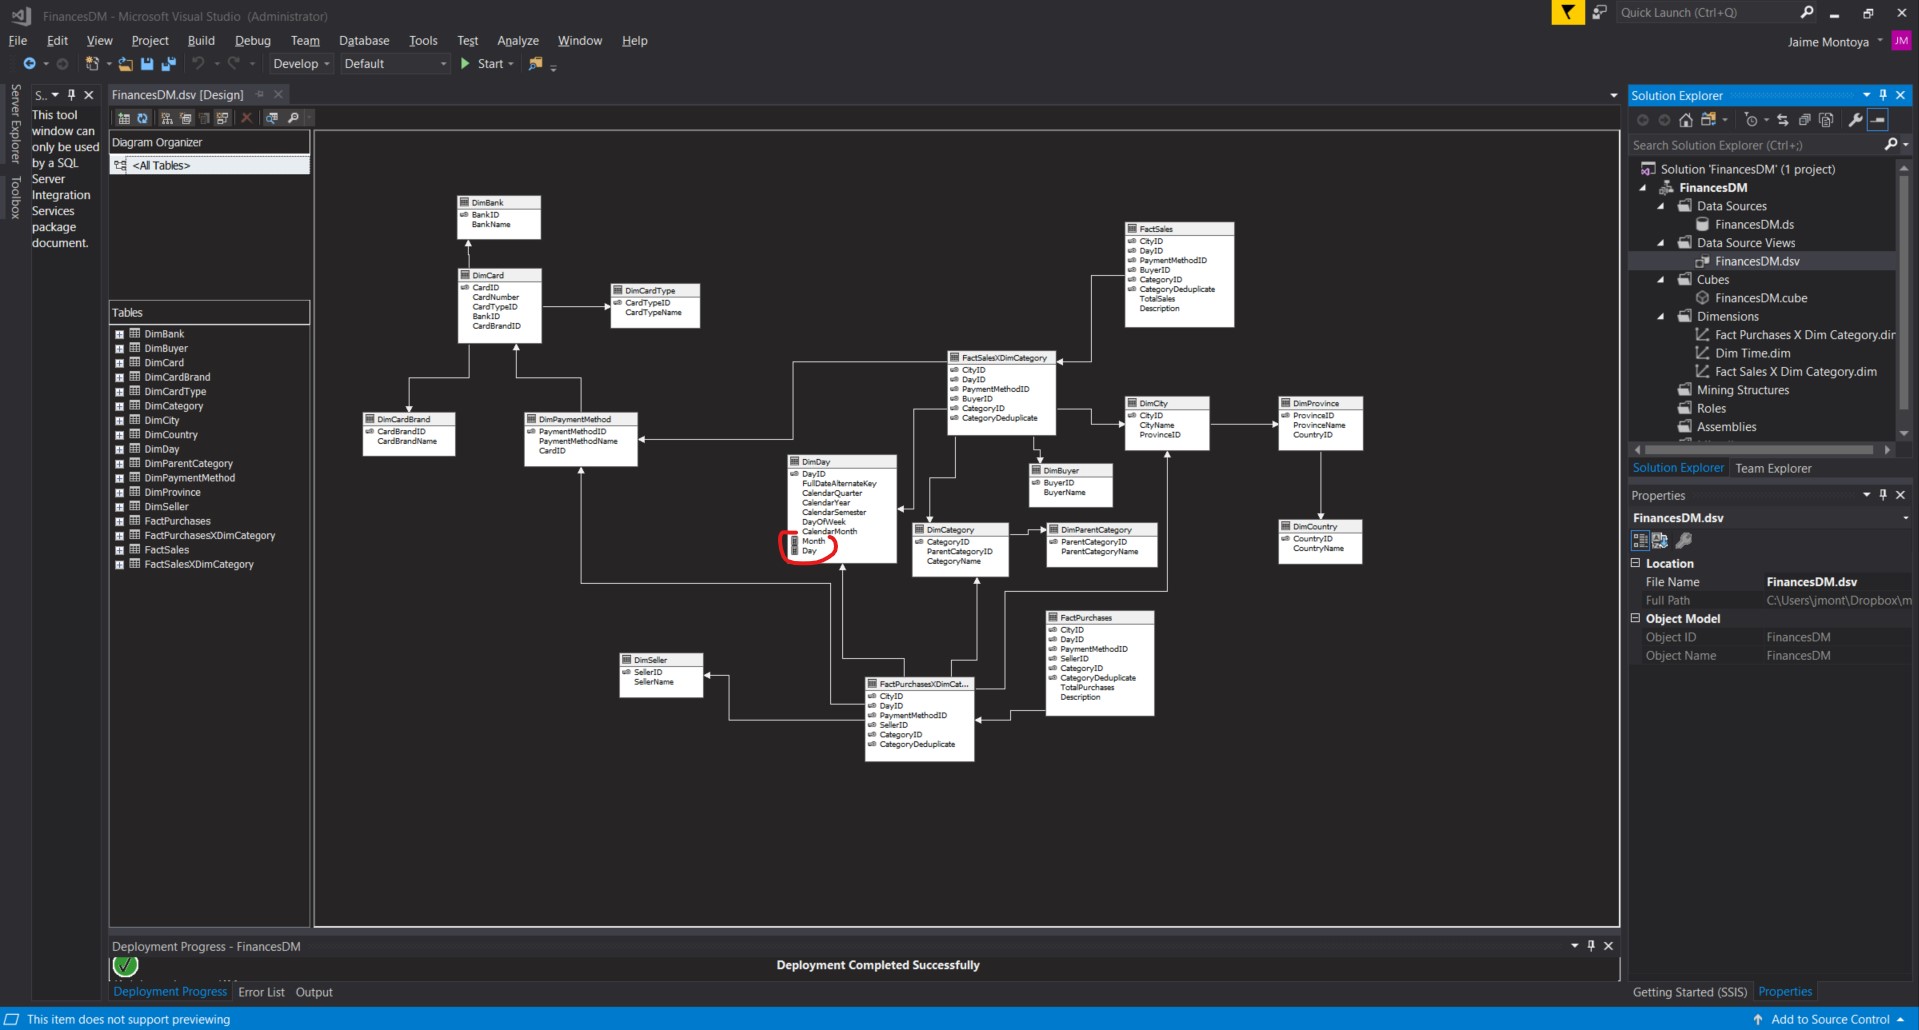 FinancesDM - Microsoft Visual Studio (Administrator)
Quick Launch (Ctrl+Q)
File Edit View Project Build Debug Team Database Tools Test Analyze Window Help
Jaime Montoya JM
Develop Default Start
Server Explorer
Toolbox
S..
This tool
window can
only be used
by a SQL
Server
Integration
Services
package
document.
FinancesDM.dsv [Design]
Diagram Organizer
<All Tables>
Tables
DimBank
DimBuyer
DimCard
DimCardBrand
DimCardType
DimCategory
DimCity
DimCountry
DimDay
DimParentCategory
DimPaymentMethod
DimProvince
DimSeller
FactPurchases
FactPurchasesXDimCategory
FactSales
FactSalesXDimCategory
DimBank
BankID
BankName
DimCard
CardID
CardNumber
CardTypeID
BankID
CardBrandID
DimCardType
CardTypeID
CardTypeName
DimCardBrand
CardBrandID
CardBrandName
DimPaymentMethod
PaymentMethodID
PaymentMethodName
CardID
FactSales
CityID
DayID
PaymentMethodID
BuyerID
CategoryID
CategoryDeduplicate
TotalSales
Description
FactSalesXDimCategory
CityID
DayID
PaymentMethodID
BuyerID
CategoryID
CategoryDeduplicate
DimCity
CityID
CityName
ProvinceID
DimProvince
ProvinceID
ProvinceName
CountryID
DimDay
DayID
FullDateAlternateKey
CalendarQuarter
CalendarYear
CalendarSemester
DayOfWeek
CalendarMonth
Month
Day
DimBuyer
BuyerID
BuyerName
DimCategory
CategoryID
ParentCategoryID
CategoryName
DimParentCategory
ParentCategoryID
ParentCategoryName
DimCountry
CountryID
CountryName
DimSeller
SellerID
SellerName
FactPurchasesXDimCat...
CityID
DayID
PaymentMethodID
SellerID
CategoryID
CategoryDeduplicate
FactPurchases
CityID
DayID
PaymentMethodID
SellerID
CategoryID
CategoryDeduplicate
TotalPurchases
Description
Deployment Progress - FinancesDM
Deployment Completed Successfully
Deployment Progress Error List Output
Solution Explorer
Search Solution Explorer (Ctrl+;)
Solution 'FinancesDM' (1 project)
FinancesDM
Data Sources
FinancesDM.ds
Data Source Views
FinancesDM.dsv
Cubes
FinancesDM.cube
Dimensions
Fact Purchases X Dim Category.dir
Dim Time.dim
Fact Sales X Dim Category.dim
Mining Structures
Roles
Assemblies
Solution Explorer Team Explorer
Properties
FinancesDM.dsv
Location
File Name FinancesDM.dsv
Full Path C:\Users\jmont\Dropbox\m
Object Model
Object ID FinancesDM
Object Name FinancesDM
Getting Started (SSIS) Properties
This item does not support previewing
Add to Source Control